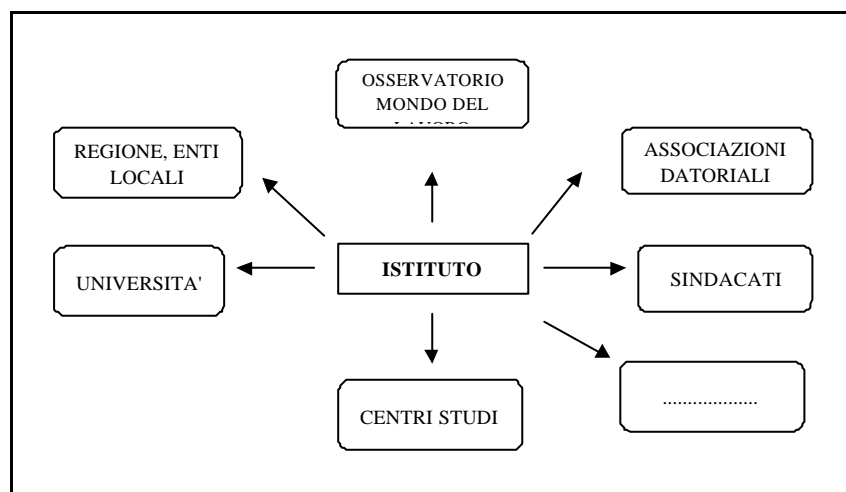 OSSERVATORIO
MONDO DEL
REGIONE, ENTI
LOCALI
ASSOCIAZIONI
DATORIALI
UNIVERSITA'
ISTITUTO
SINDACATI
CENTRI STUDI
...................